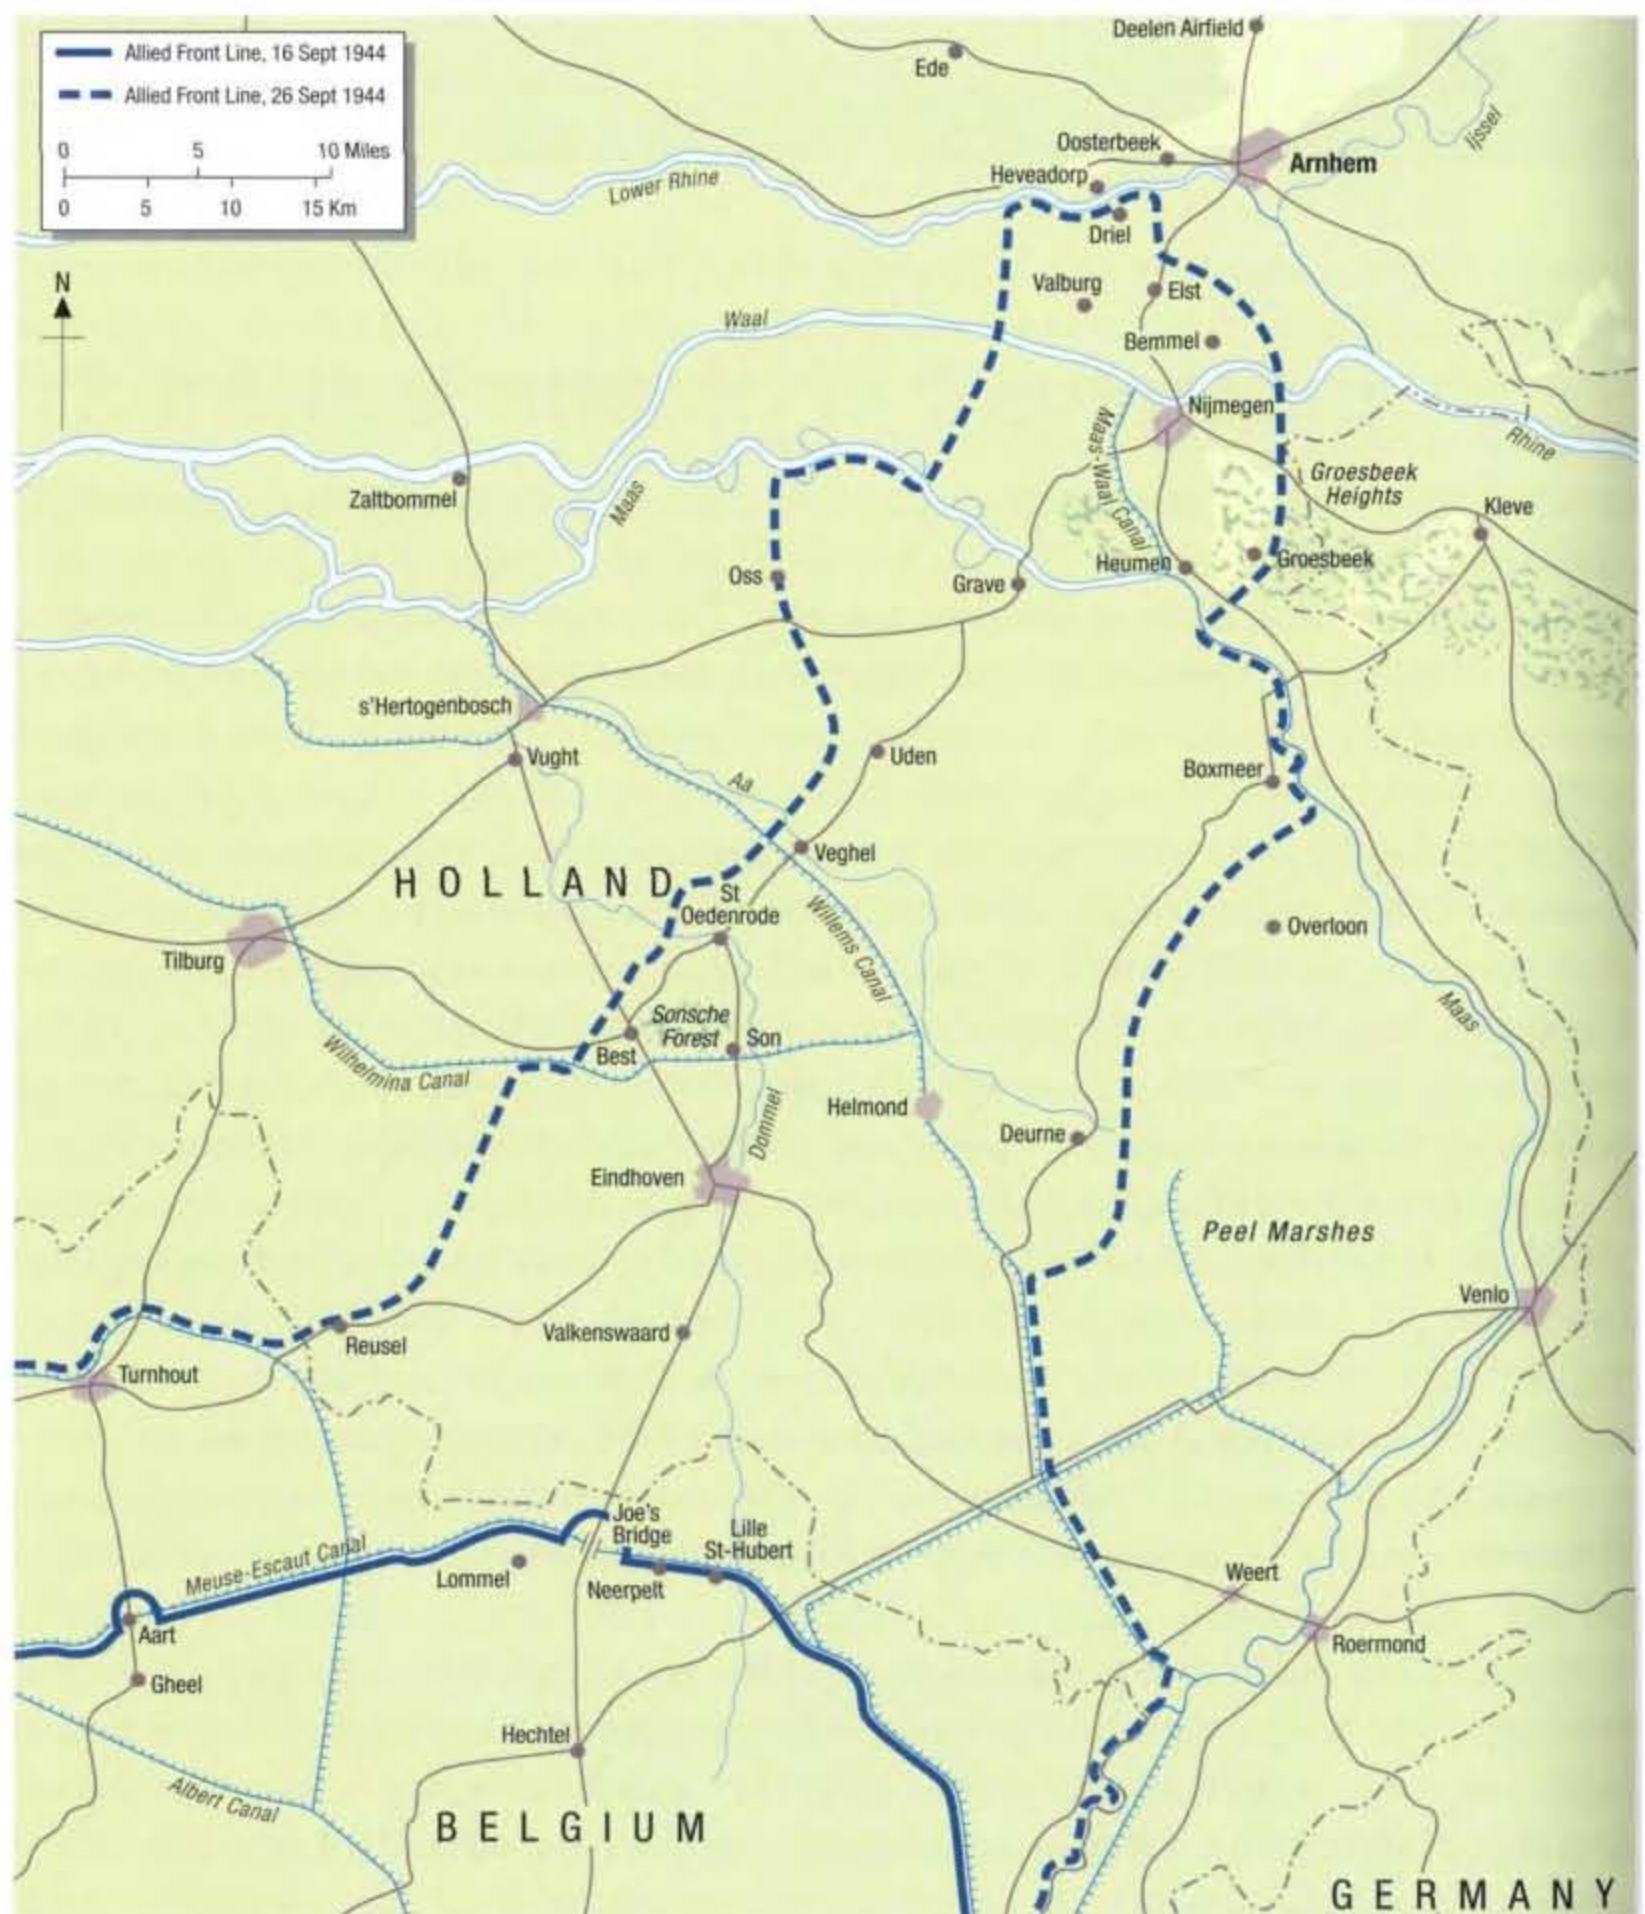 Allied Front Line, 16 Sept 1944
Allied Front Line, 26 Sept 1944
0 5 10 Miles
0 5 10 15 Km
N
Deelen Airfield
Ede
Ijssel
Oosterbeek
Arnhem
Heveadorp
Lower Rhine
Driel
Valburg
Elst
Waal
Bemmel
Nijmegen
Maas-Waal Canal
Rhine
Groesbeek
Heights
Zaltbommel
Maas
Kleve
Heumen
Groesbeek
Oss
Grave
s'Hertogenbosch
Vught
Uden
Aa
Boxmeer
Veghel
HOLLAND
St
Oedenrode
Willems Canal
Overloon
Tilburg
Sonsche
Forest
Son
Best
Maas
Wilhelmina Canal
Helmond
Dommel
Deurne
Eindhoven
Peel Marshes
Venlo
Reusel
Valkenswaard
Turnhout
Joe's
Bridge
Lille
St-Hubert
Meuse-Escaut Canal
Lommel
Neerpelt
Weert
Aart
Roermond
Gheel
Hechtel
Albert Canal
BELGIUM
GERMANY